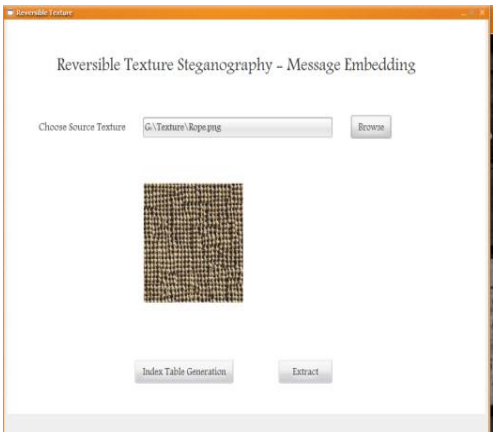 Reversible Texture
Reversible Texture Steganography - Message Embedding
Choose Source Texture G:\Texture\Rope.png Browse
Index Table Generation Extract